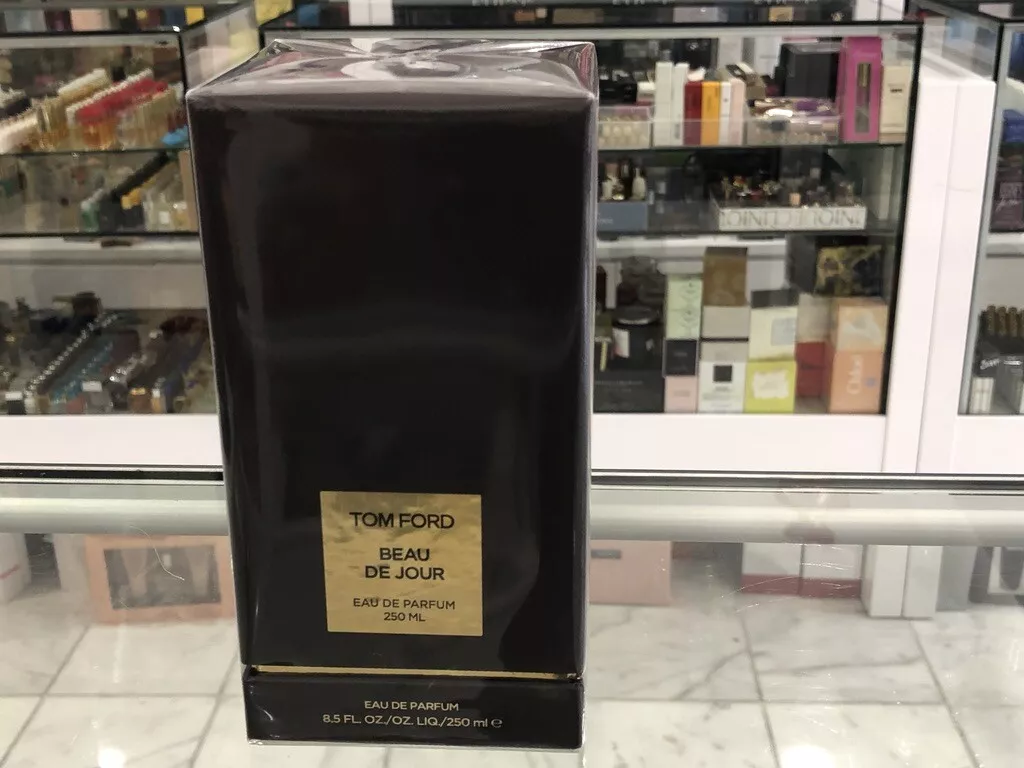 TOM FORD
BEAU
DE JOUR
EAU DE PARFUM
250 ML
EAU DE PARFUM
8.5 FL. OZ./OZ. LIQ./250 ml ℮
Chloé